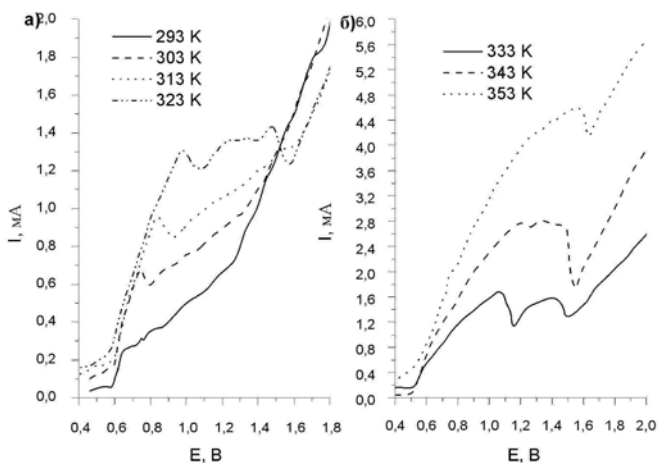 а)
293 K
303 K
313 K
323 K
I, мА
2,0
1,8
1,6
1,4
1,2
1,0
0,8
0,6
0,4
0,2
0,0
0,4 0,6 0,8 1,0 1,2 1,4 1,6 1,8
E, В
б)
333 K
343 K
353 K
I, мА
6,0
5,6
5,2
4,8
4,4
4,0
3,6
3,2
2,8
2,4
2,0
1,6
1,2
0,8
0,4
0,0
0,4 0,6 0,8 1,0 1,2 1,4 1,6 1,8 2,0
E, В